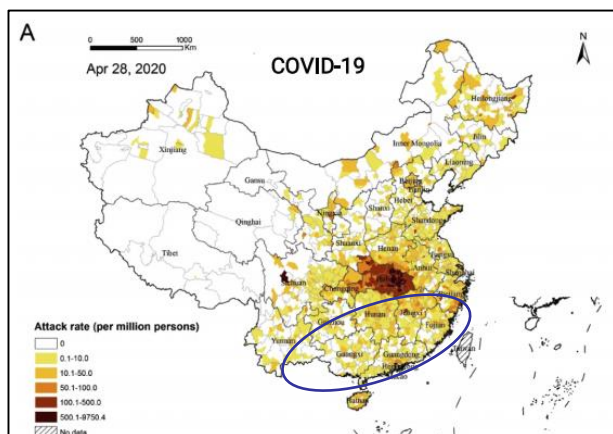 A
0 500 1000
Km
N
Apr 28, 2020
COVID-19
Heilongjiang
Jilin
Inner Mongolia
Liaoning
Xinjiang
Beijing
Tianjin
Gansu
Hebei
Ningxia
Shanxi
Shandong
Qinghai
Shaanxi
Henan
Jiangsu
Tibet
Anhui
Shanghai
Sichuan
Chongqing
Hunan
Jiangxi
Guizhou
Fujian
Yunnan
Guangxi
Guangdong
Taiwan
Hainan
Attack rate (per million persons)
0
0.1-10.0
10.1-50.0
50.1-100.0
100.1-500.0
500.1-9750.4
No data